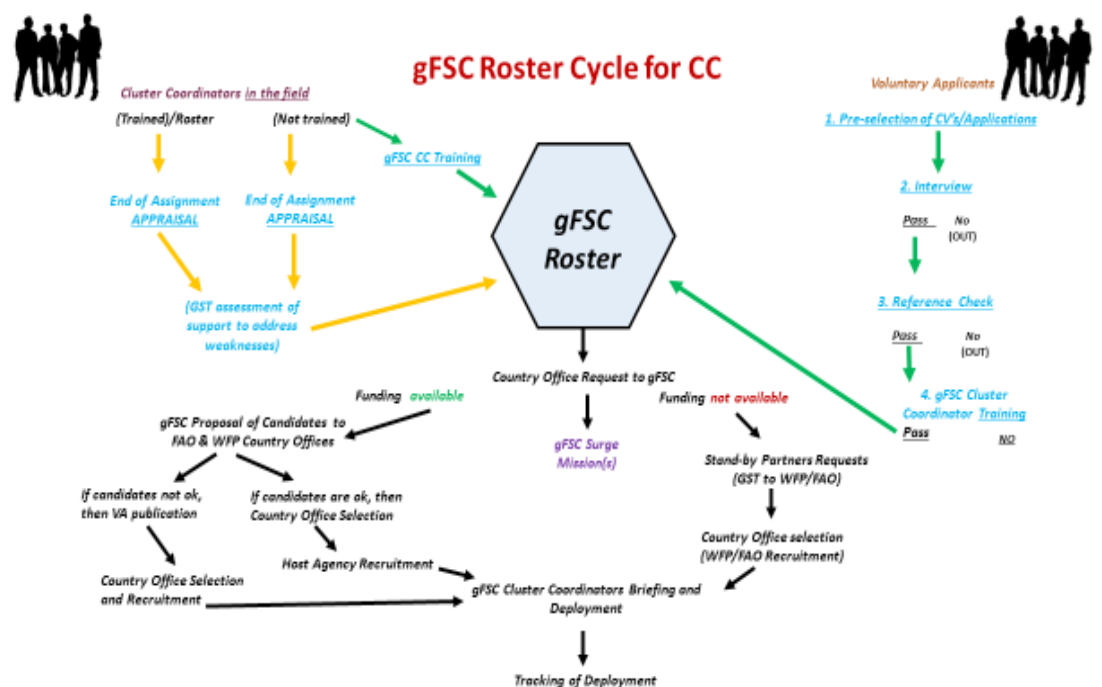 gFSC Roster Cycle for CC
Cluster Coordinators in the field
(Trained)/Roster
(Not trained)
gFSC CC Training
End of Assignment
APPRAISAL
End of Assignment
APPRAISAL
(GST assessment of
support to address
weaknesses)
gFSC
Roster
Voluntary Applicants
1. Pre-selection of CV's/Applications
2. Interview
Pass No
(OUT)
3. Reference Check
Pass No
(OUT)
4. gFSC Cluster
Coordinator Training
Pass NO
Country Office Request to gFSC
Funding available
gFSC Proposal of Candidates to
FAO & WFP Country Offices
If candidates not ok,
then VA publication
If candidates are ok, then
Country Office Selection
Country Office Selection
and Recruitment
Host Agency Recruitment
gFSC Surge
Mission(s)
Funding not available
Stand-by Partners Requests
(GST to WFP/FAO)
Country Office selection
(WFP/FAO Recruitment)
gFSC Cluster Coordinators Briefing and
Deployment
Tracking of Deployment